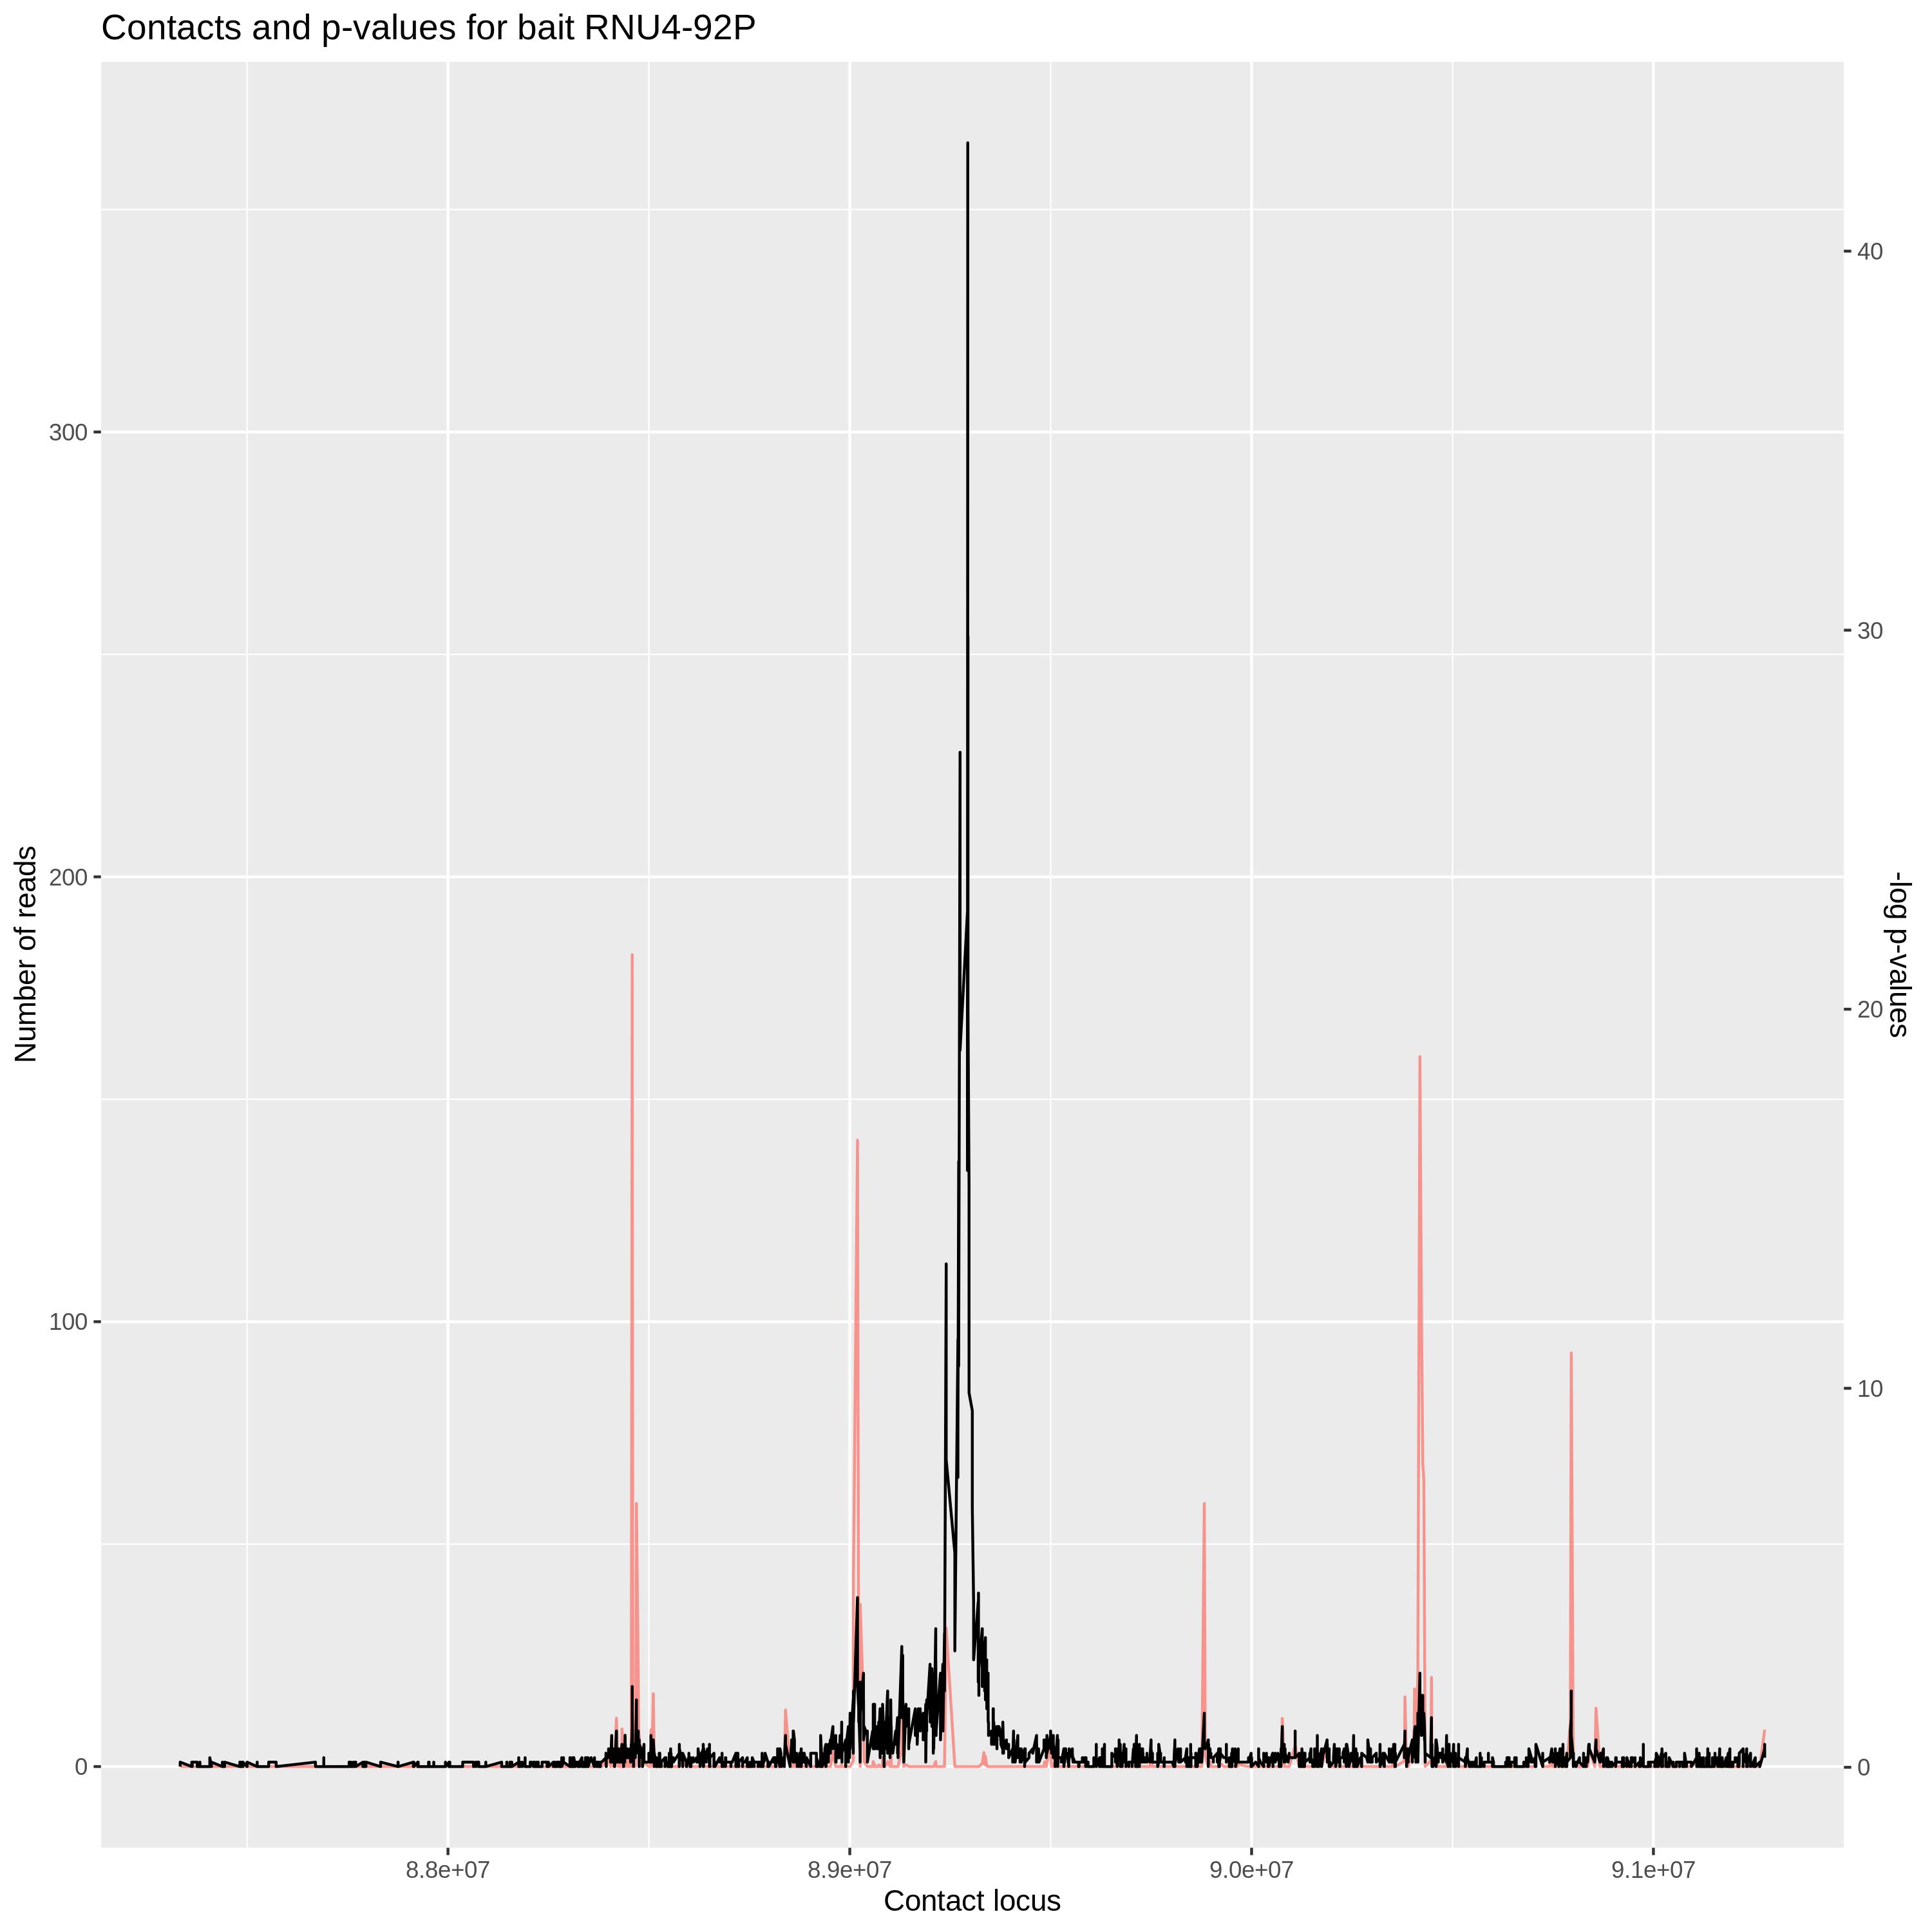 Contacts and p-values for bait RNU4-92P
Number of reads
300
200
100
0
40
30
20
10
0
-log p-values
8.8e+07
8.9e+07
9.0e+07
9.1e+07
Contact locus